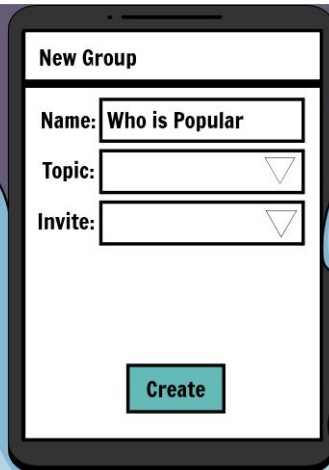 New Group
Name: Who is Popular
Topic:
Invite:
Create